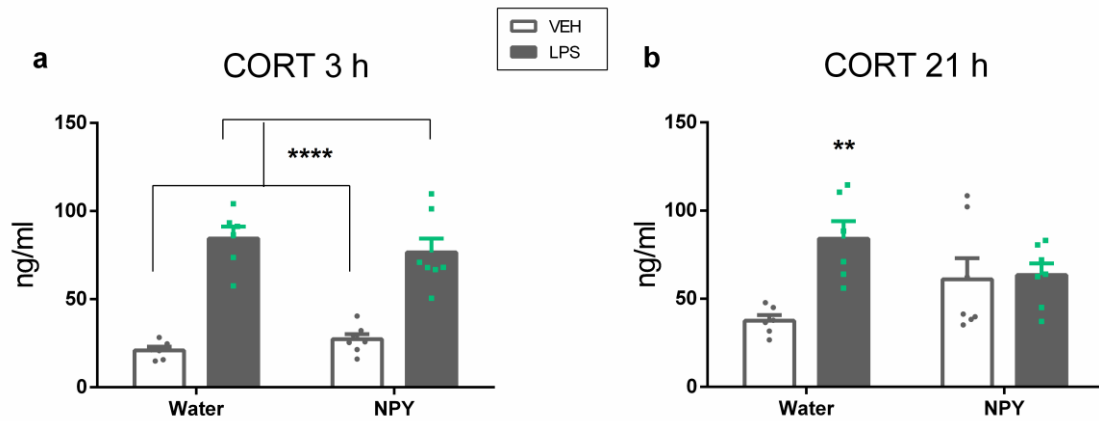 VEH
LPS
a
CORT 3 h
ng/ml
150
100
50
0
****
Water
NPY
b
CORT 21 h
ng/ml
150
100
50
0
**
Water
NPY